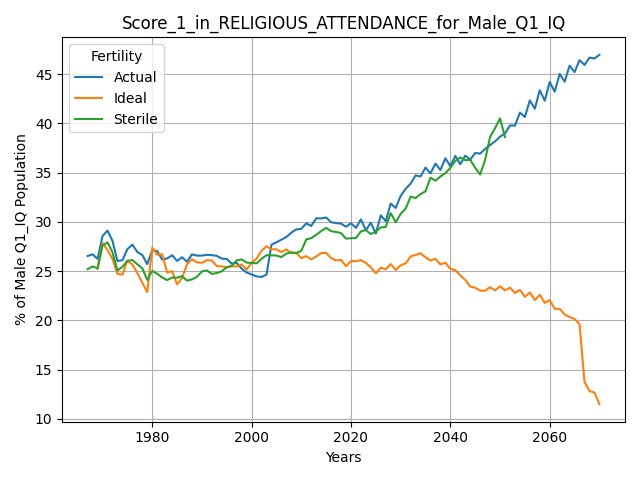 Score_1_in_RELIGIOUS_ATTENDANCE_for_Male_Q1_IQ
Fertility
Actual
Ideal
Sterile
% of Male Q1_IQ Population
45
40
35
30
25
20
15
10
1980
2000
2020
2040
2060
Years